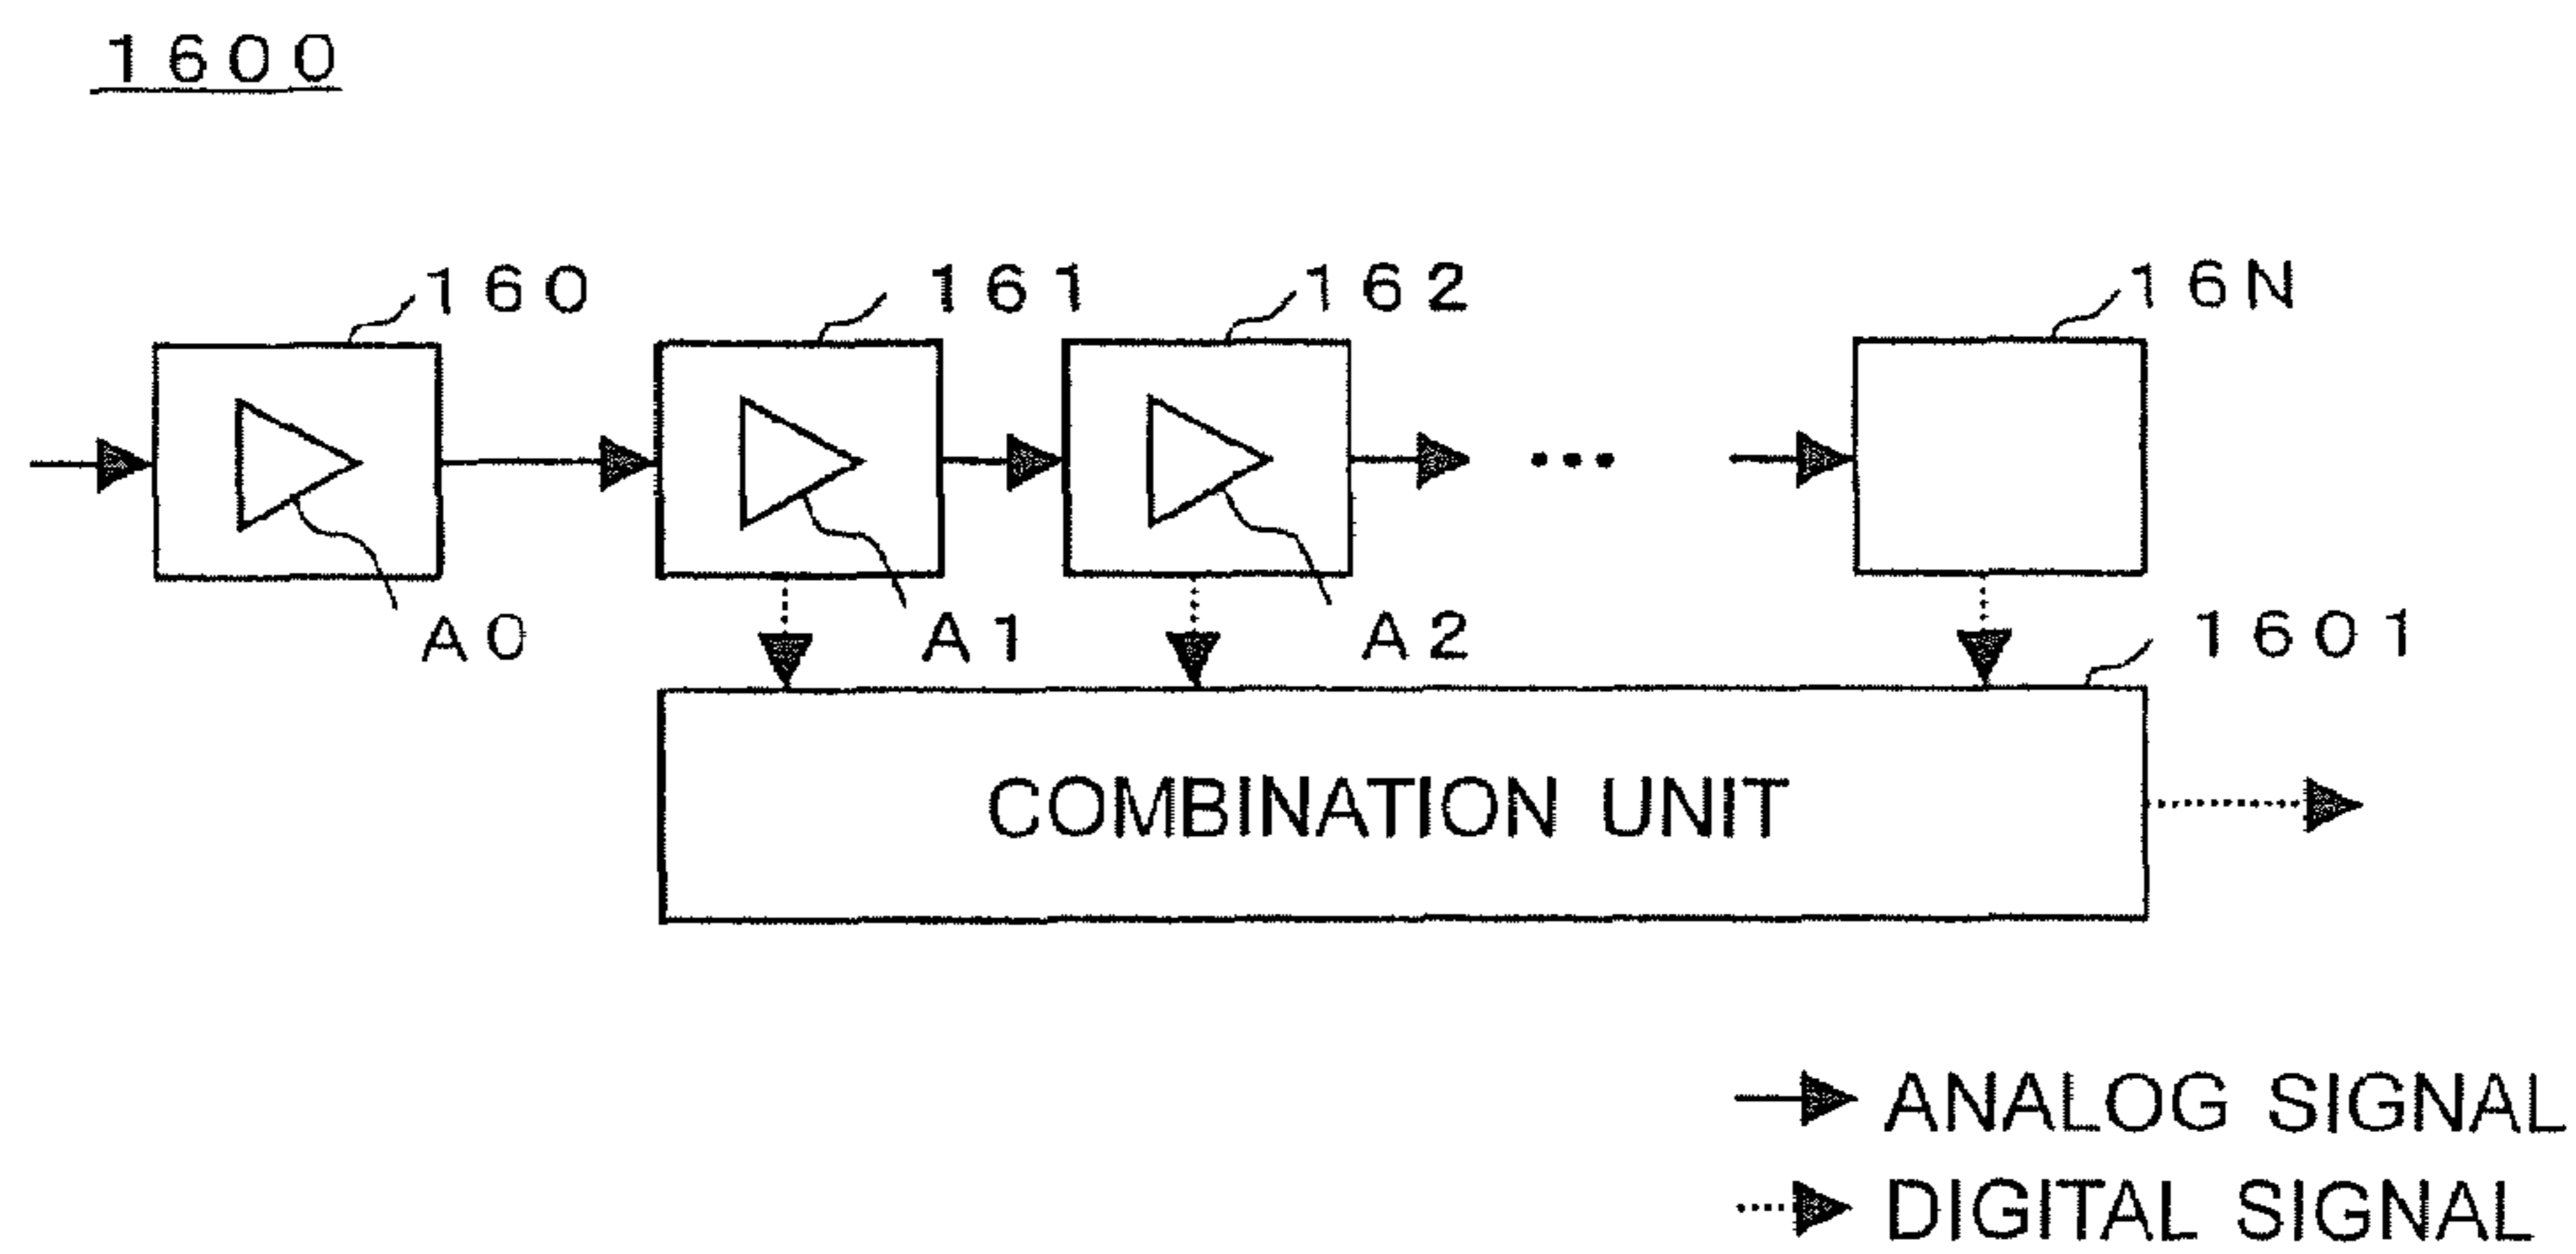 1600
160 161 162 16N
A0 A1 A2 1601
COMBINATION UNIT
ANALOG SIGNAL
DIGITAL SIGNAL